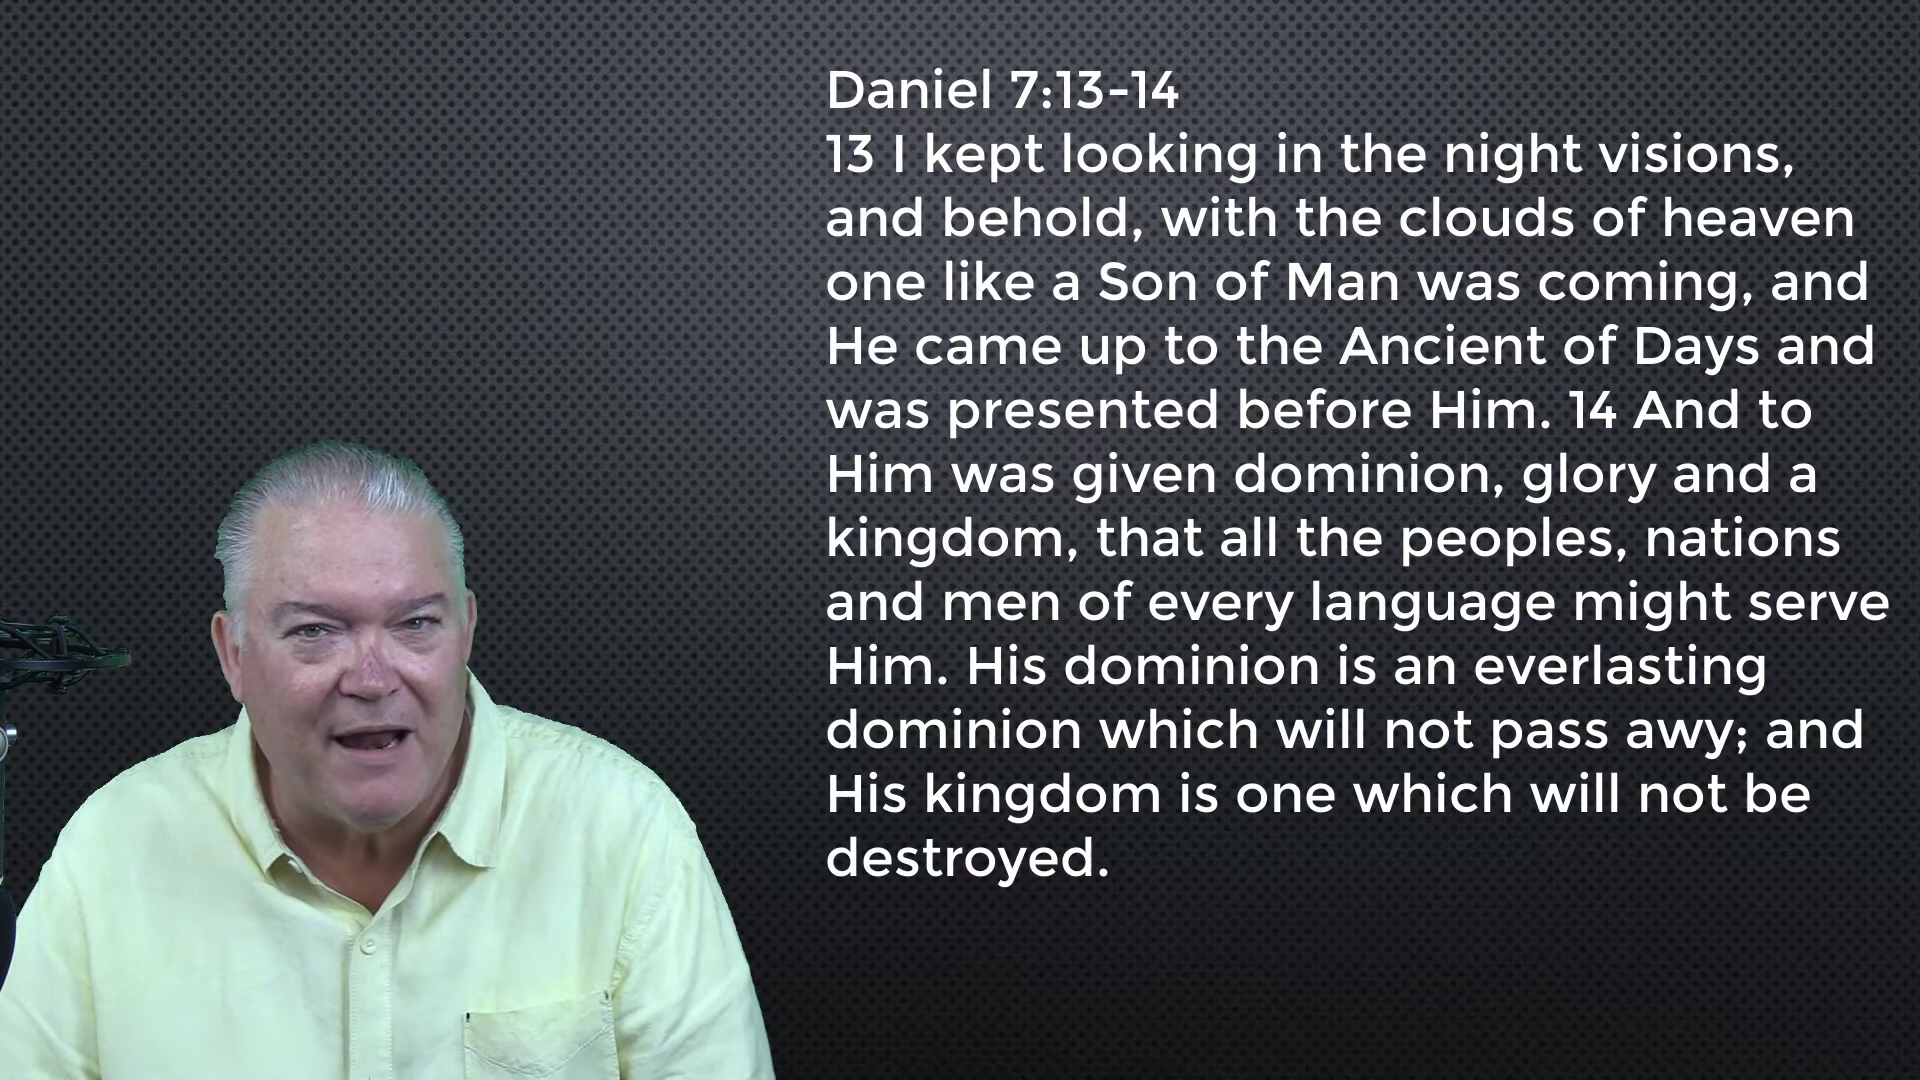 Daniel 7:13-14
13 I kept looking in the night visions,
and behold, with the clouds of heaven
one like a Son of Man was coming, and
He came up to the Ancient of Days and
was presented before Him. 14 And to
Him was given dominion, glory and a
kingdom, that all the peoples, nations
and men of every language might serve
Him. His dominion is an everlasting
dominion which will not pass awy; and
His kingdom is one which will not be
destroyed.